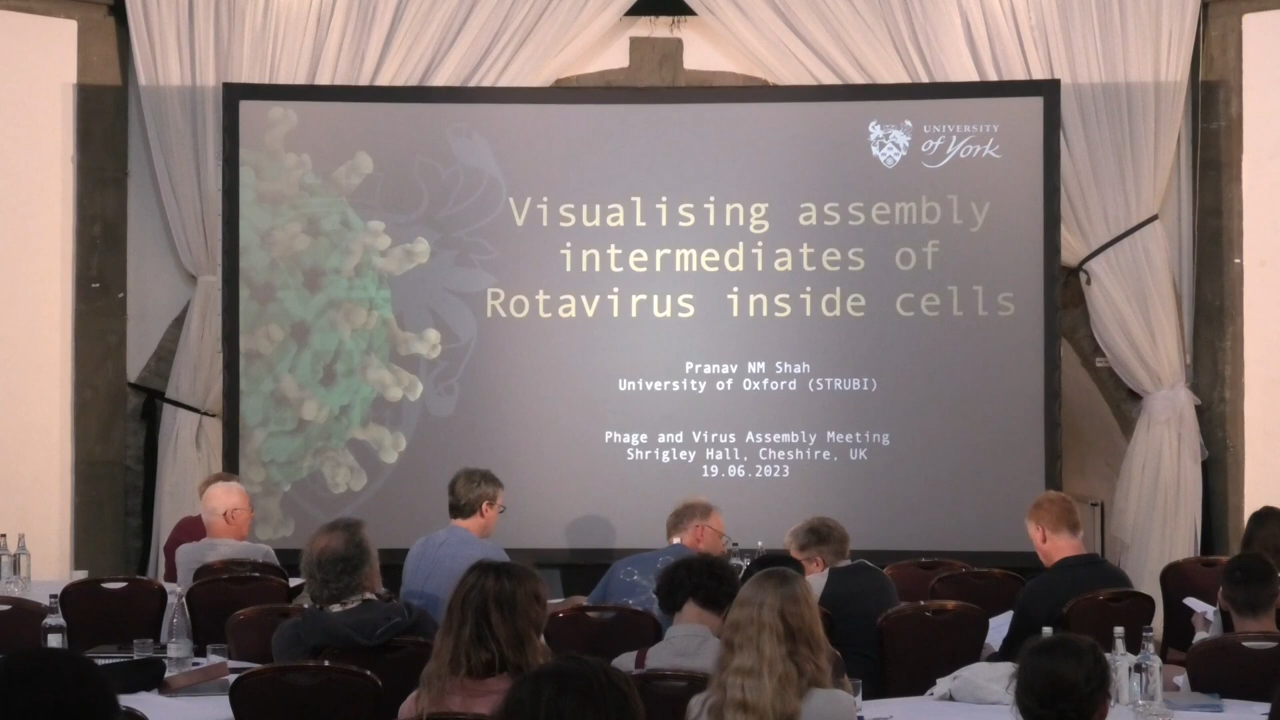 UNIVERSITY
of York
Visualising assembly
intermediates of
Rotavirus inside cells
Pranav NM Shah
University of Oxford (STRUBI)
Phage and Virus Assembly Meeting
Shrigley Hall, Cheshire, UK
19.06.2023